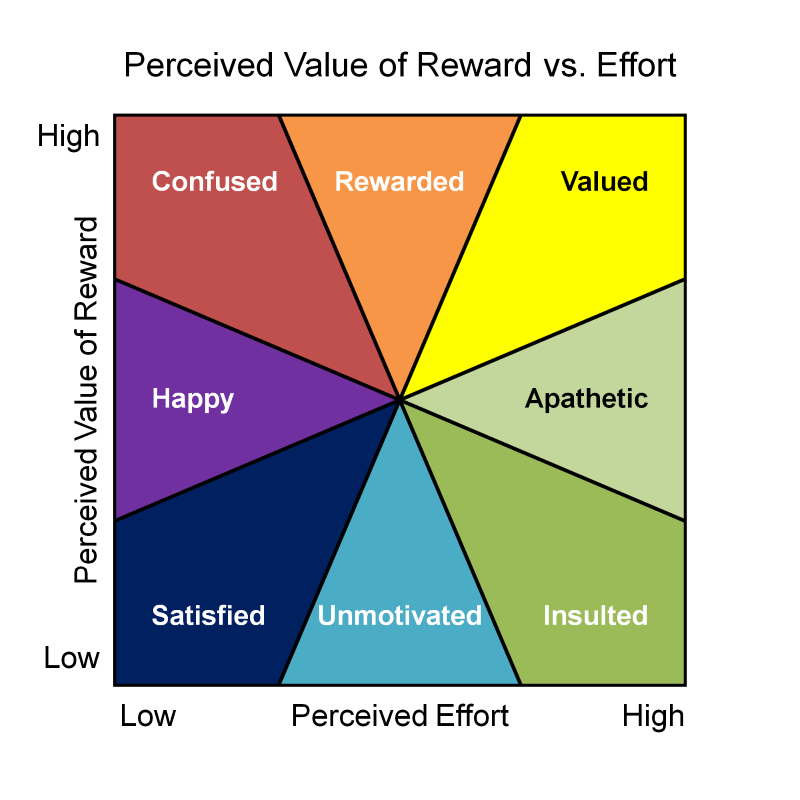 Perceived Value of Reward vs. Effort
High
Confused
Rewarded
Valued
Perceived Value of Reward
Happy
Apathetic
Satisfied
Unmotivated
Insulted
Low
Low
Perceived Effort
High